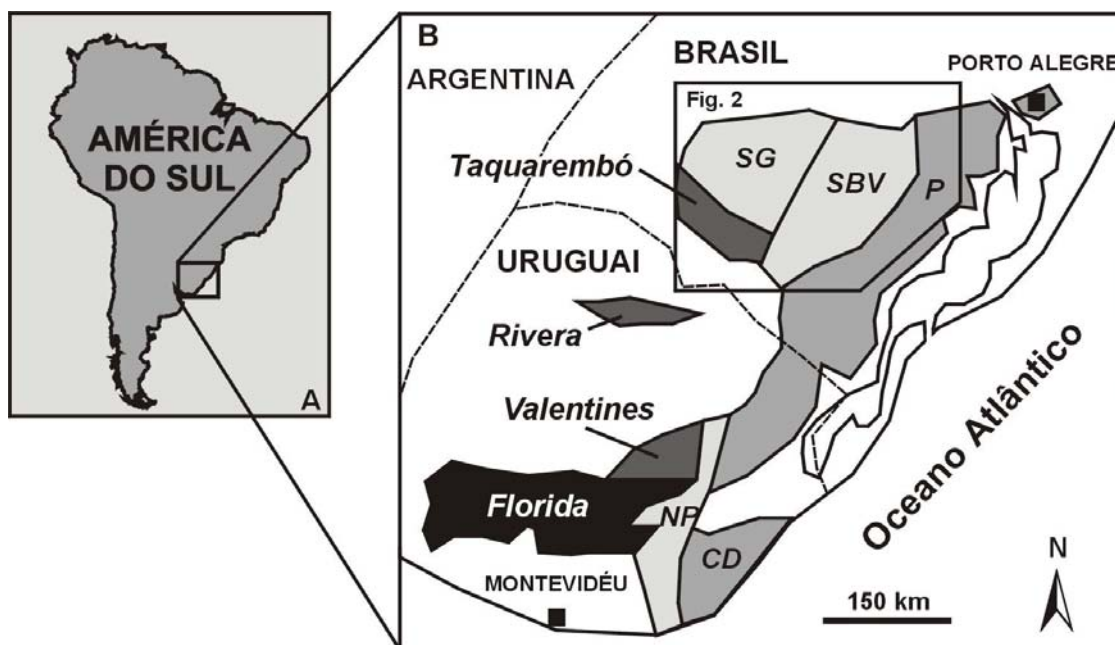 AMÉRICA
DO SUL
A
B
BRASIL
ARGENTINA
PORTO ALEGRE
Fig. 2
SG
Taquarembó
SBV
P
URUGUAI
Rivera
Valentines
Florida
NP
CD
MONTEVIDÉU
Oceano Atlântico
150 km
N